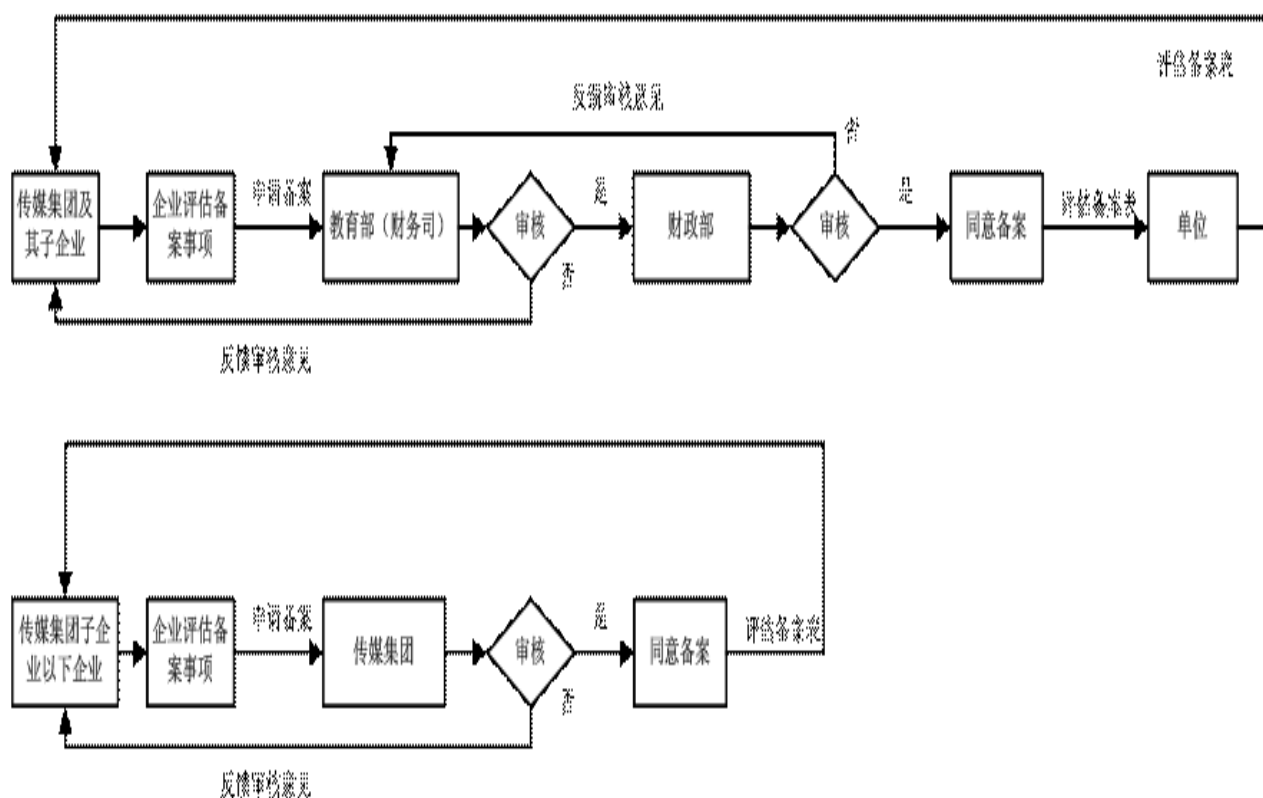 评估备案表
反馈审核意见
否
传媒集团及
其子企业
企业评估备
案事项
申请备案
教育部（财务司）
审核
是
财政部
审核
是
同意备案
评估备案表
单位
否
反馈审核意见
传媒集团子企
业以下企业
企业评估备
案事项
申请备案
传媒集团
审核
是
同意备案
评估备案表
否
反馈审核意见